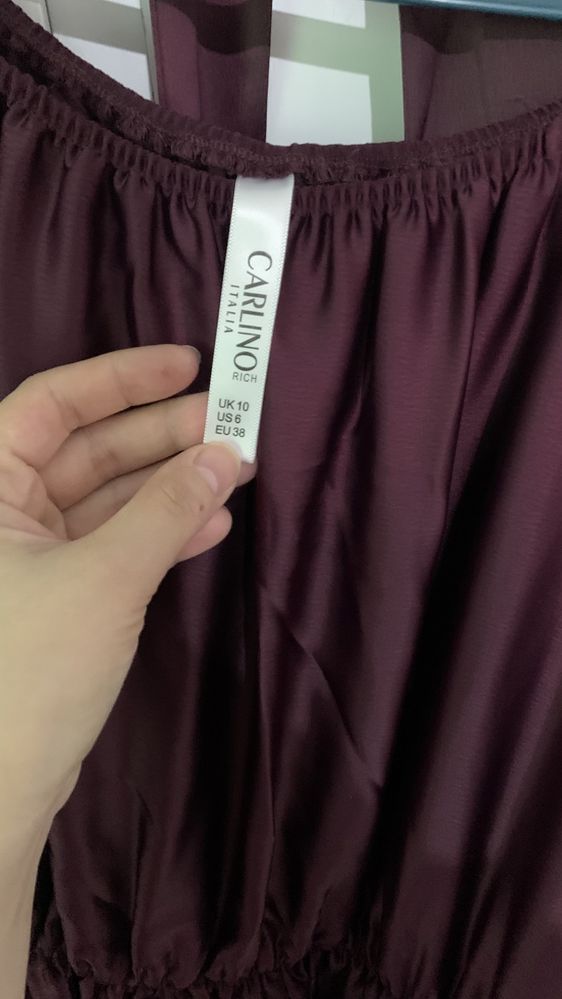 CARLINO
ITALIA
RICH
UK 10
US 6
EU 38